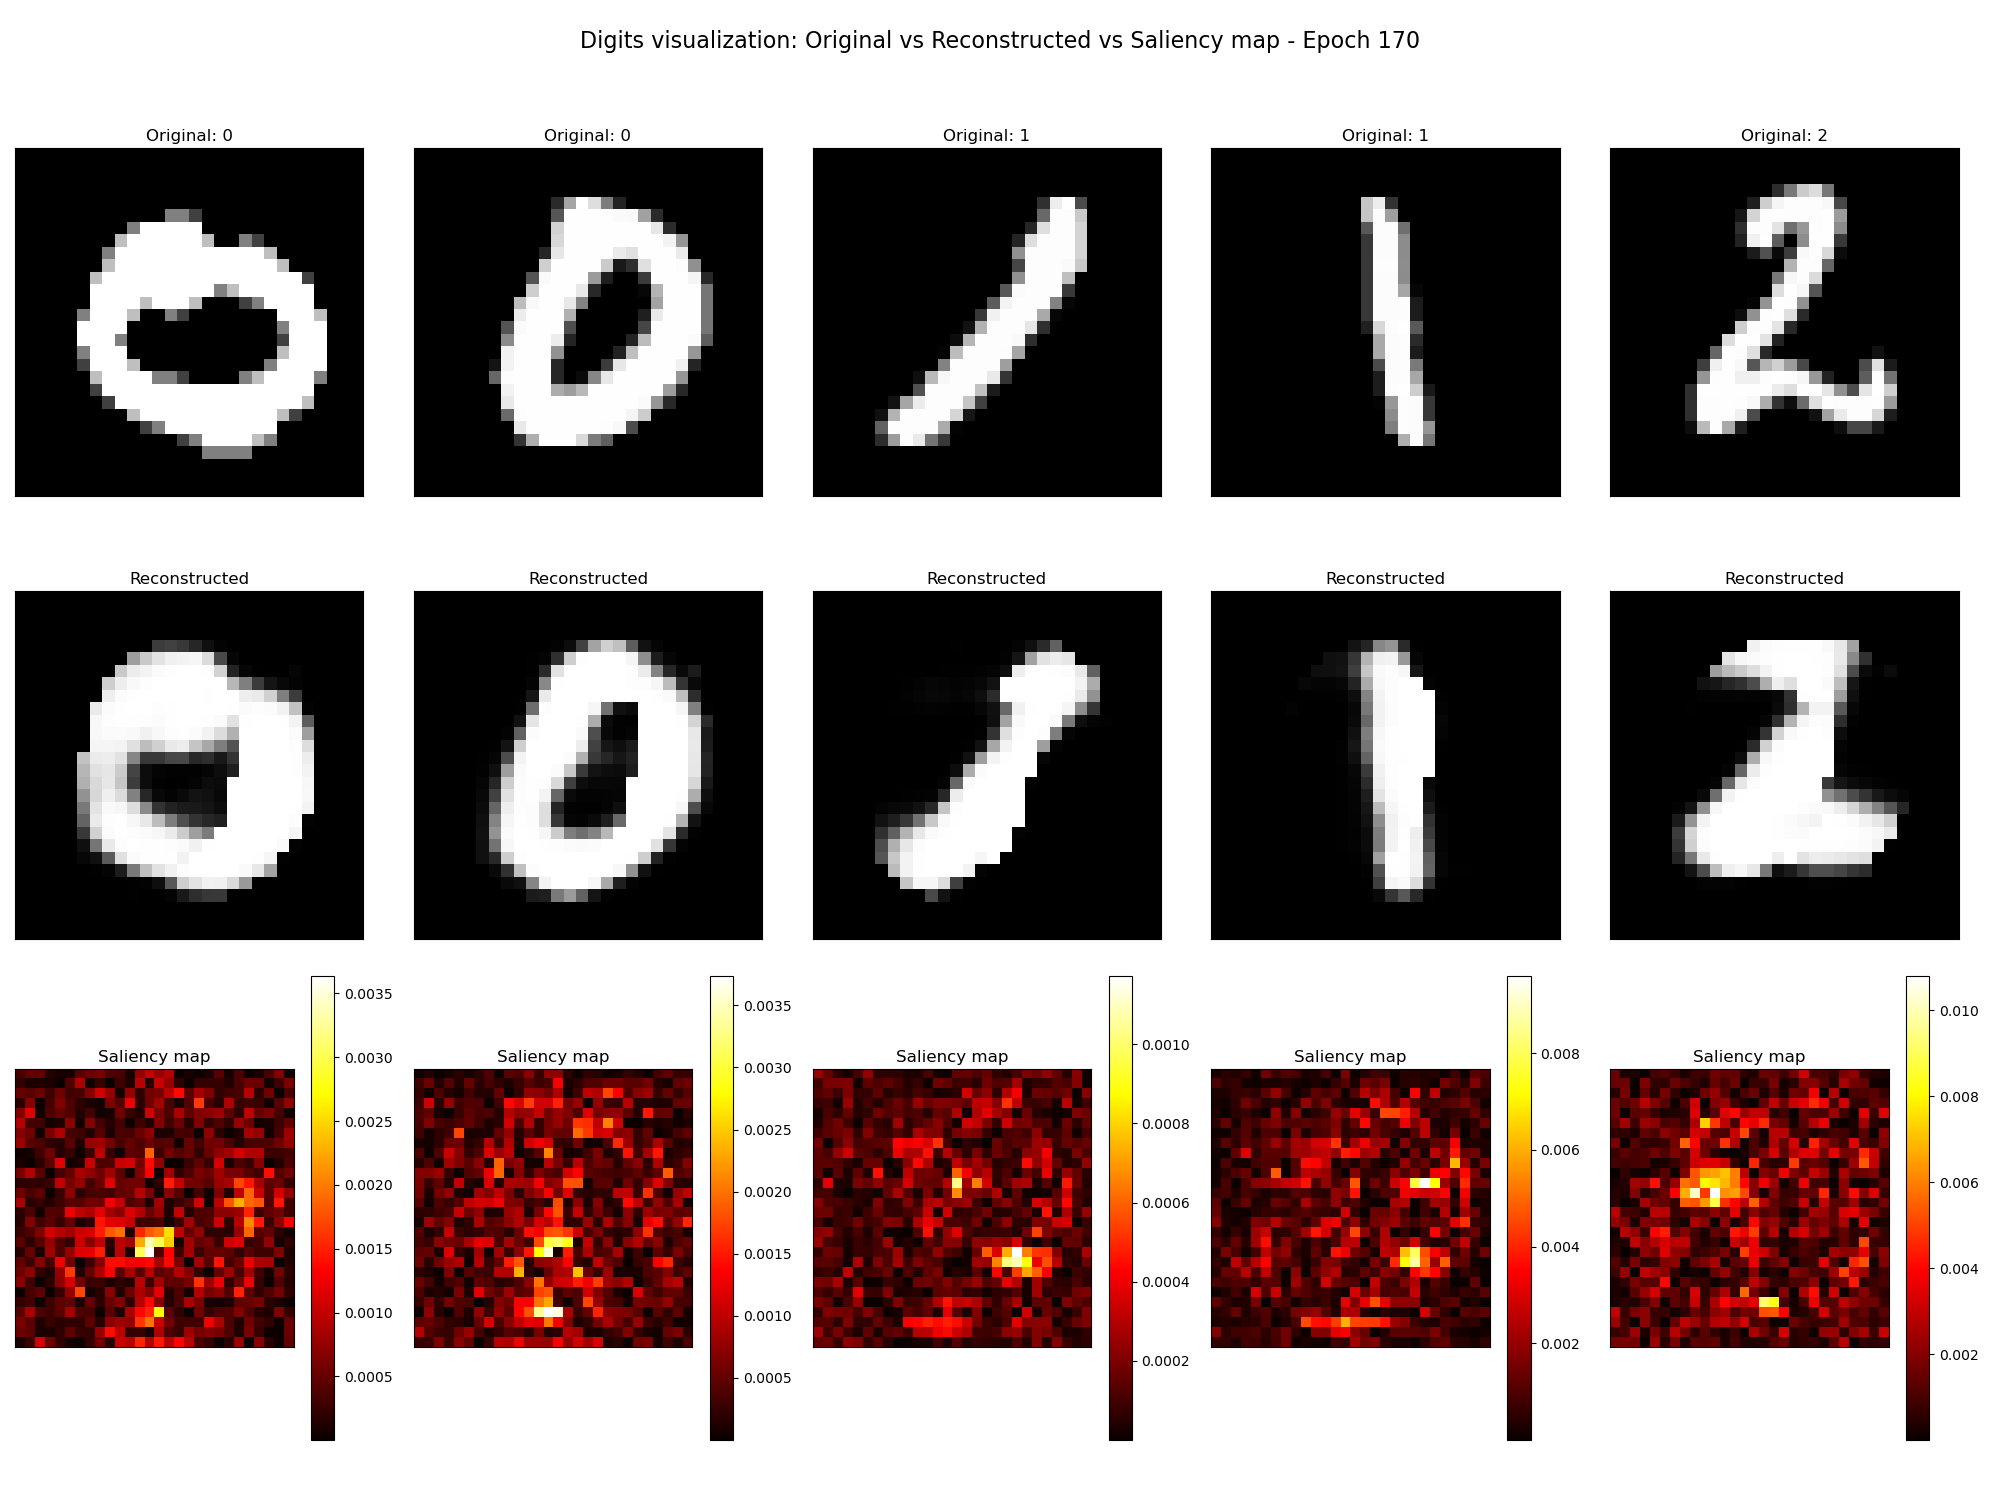 Digits visualization: Original vs Reconstructed vs Saliency map - Epoch 170
Original: 0
Original: 0
Original: 1
Original: 1
Original: 2
Reconstructed
Reconstructed
Reconstructed
Reconstructed
Reconstructed
Saliency map
0.0035
0.0030
0.0025
0.0020
0.0015
0.0010
0.0005
Saliency map
0.0035
0.0030
0.0025
0.0020
0.0015
0.0010
0.0005
Saliency map
0.0010
0.0008
0.0006
0.0004
0.0002
Saliency map
0.008
0.006
0.004
0.002
Saliency map
0.010
0.008
0.006
0.004
0.002